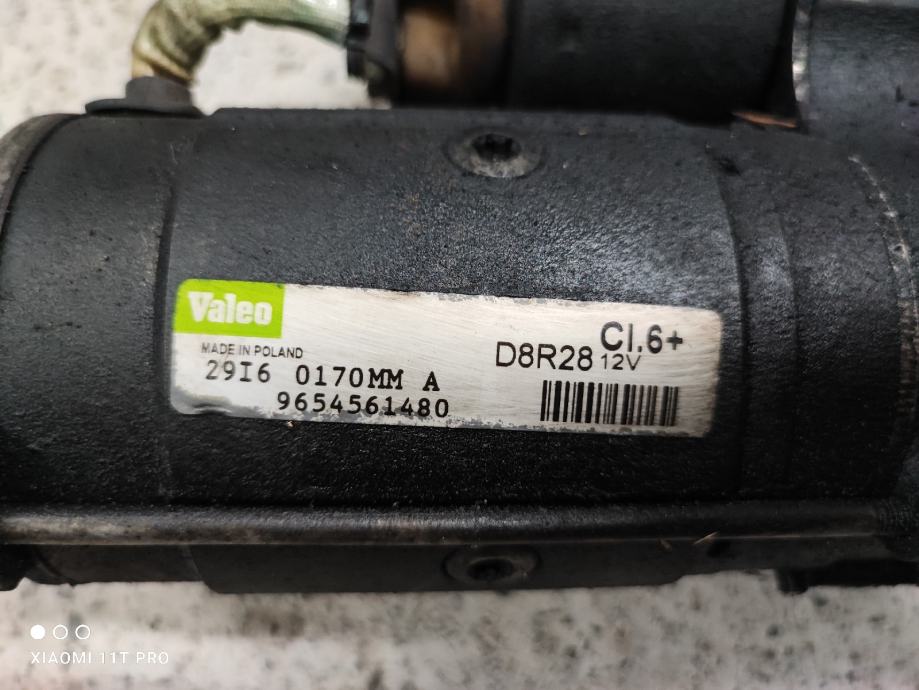 Valeo
MADE IN POLAND
Cl.6+
D8R28 12V
29I6 0170MM A
9654561480
XIAOMI 11T PRO